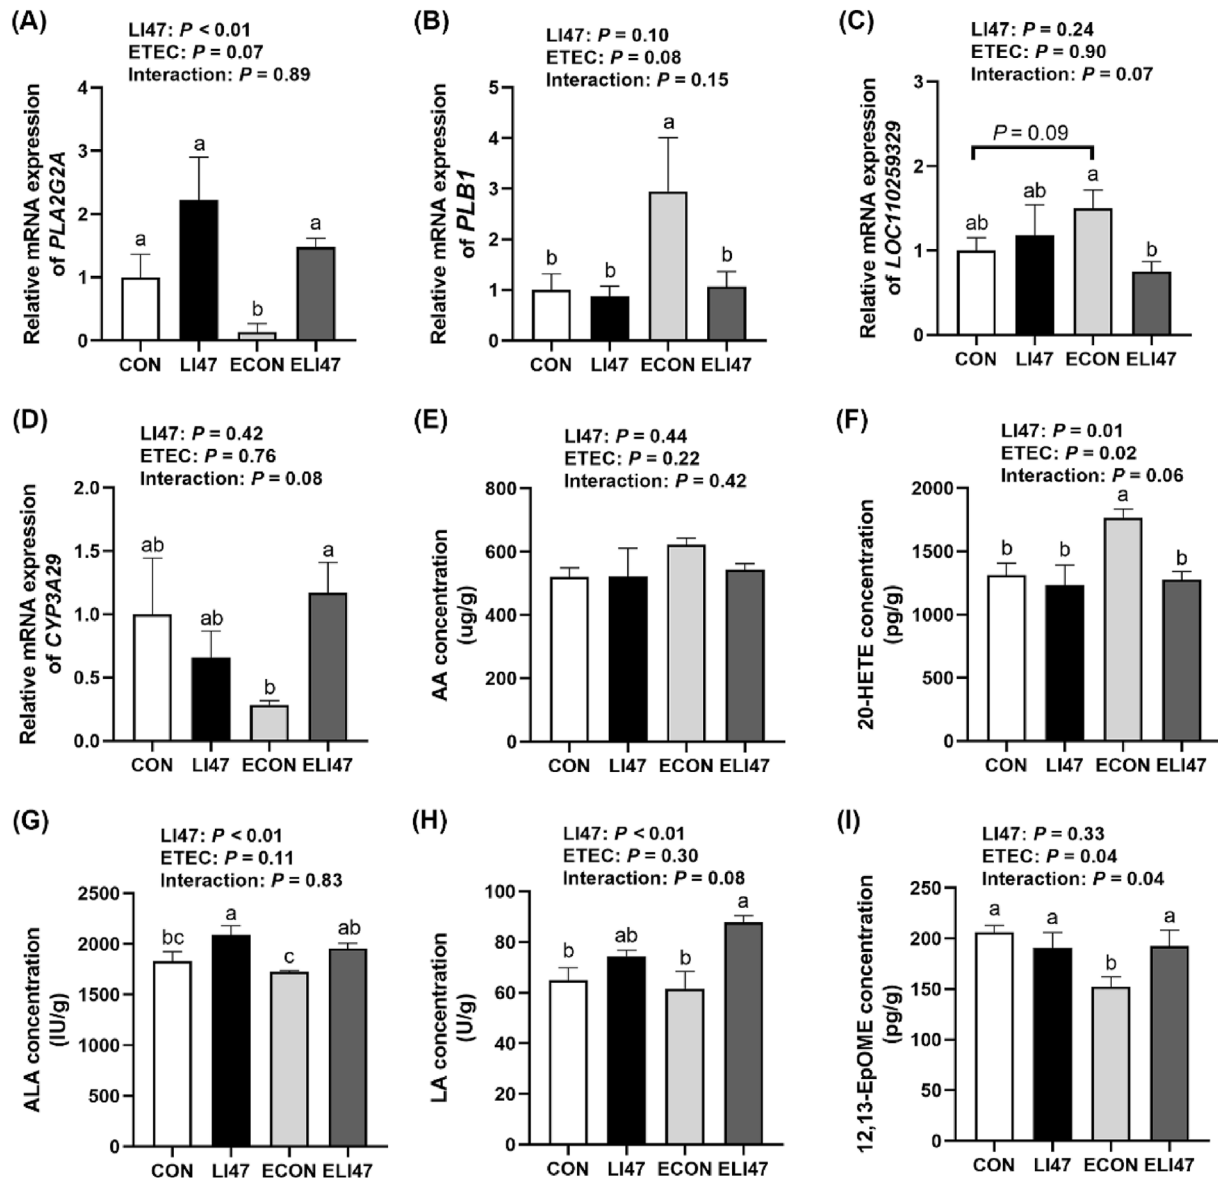 (A)
LI47: P < 0.01
ETEC: P = 0.07
Interaction: P = 0.89
Relative mRNA expression
of PLA2G2A
4
3
2
1
0
a
a
b
a
CON LI47 ECON ELI47
(B)
LI47: P = 0.10
ETEC: P = 0.08
Interaction: P = 0.15
Relative mRNA expression
of PLB1
5
4
3
2
1
0
b
b
a
b
CON LI47 ECON ELI47
(C)
LI47: P = 0.24
ETEC: P = 0.90
Interaction: P = 0.07
Relative mRNA expression
of LOC110259329
3
2
1
0
P = 0.09
ab
ab
a
b
CON LI47 ECON ELI47
(D)
LI47: P = 0.42
ETEC: P = 0.76
Interaction: P = 0.08
Relative mRNA expression
of CYP3A29
2.0
1.5
1.0
0.5
0.0
ab
ab
b
a
CON LI47 ECON ELI47
(E)
LI47: P = 0.44
ETEC: P = 0.22
Interaction: P = 0.42
AA concentration
(ug/g)
800
600
400
200
0
CON LI47 ECON ELI47
(F)
LI47: P = 0.01
ETEC: P = 0.02
Interaction: P = 0.06
20-HETE concentration
(pg/g)
2000
1500
1000
500
0
b
b
a
b
CON LI47 ECON ELI47
(G)
LI47: P < 0.01
ETEC: P = 0.11
Interaction: P = 0.83
ALA concentration
(IU/g)
2500
2000
1500
1000
500
0
bc
a
c
ab
CON LI47 ECON ELI47
(H)
LI47: P < 0.01
ETEC: P = 0.30
Interaction: P = 0.08
LA concentration
(U/g)
100
80
60
40
20
0
b
ab
b
a
CON LI47 ECON ELI47
(I)
LI47: P = 0.33
ETEC: P = 0.04
Interaction: P = 0.04
12,13-EpOME concentration
(pg/g)
250
200
150
100
50
0
a
a
b
a
CON LI47 ECON ELI47